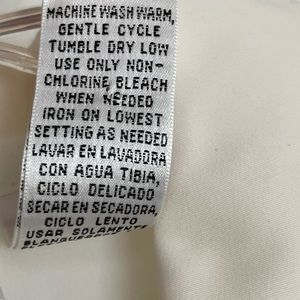 MACHINE WASH WARM,
GENTLE CYCLE
TUMBLE DRY LOW
USE ONLY NON-
CHLORINE BLEACH
WHEN NEEDED
IRON ON LOWEST
SETTING AS NEEDED
LAVAR EN LAVADORA
CON AGUA TIBIA,
CICLO DELICADO
SECAR EN SECADORA,
CICLO LENTO
USAR SOLAMENTE